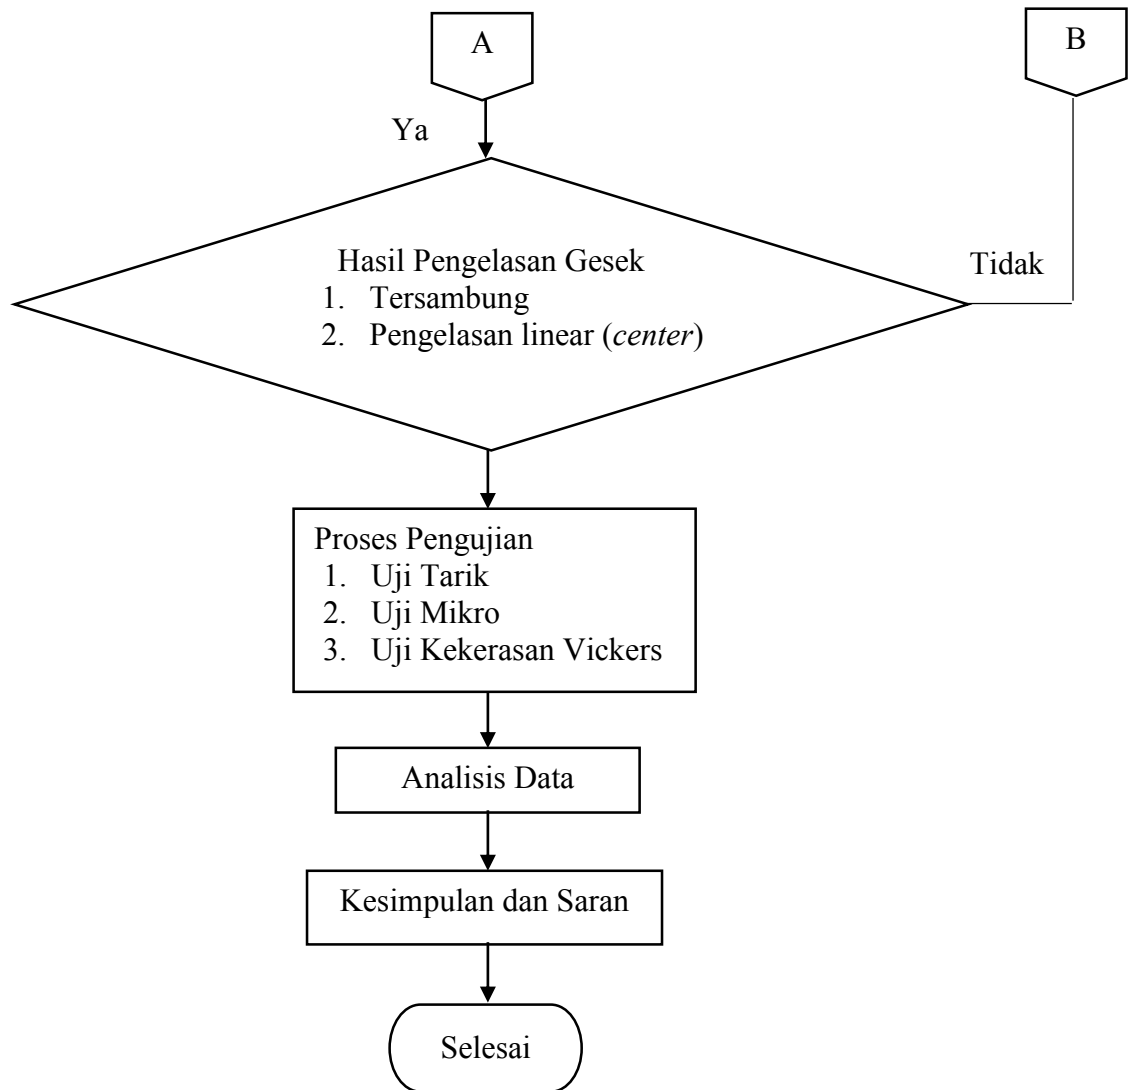 A
B
Ya
Hasil Pengelasan Gesek
1. Tersambung
2. Pengelasan linear (center)
Tidak
Proses Pengujian
1. Uji Tarik
2. Uji Mikro
3. Uji Kekerasan Vickers
Analisis Data
Kesimpulan dan Saran
Selesai